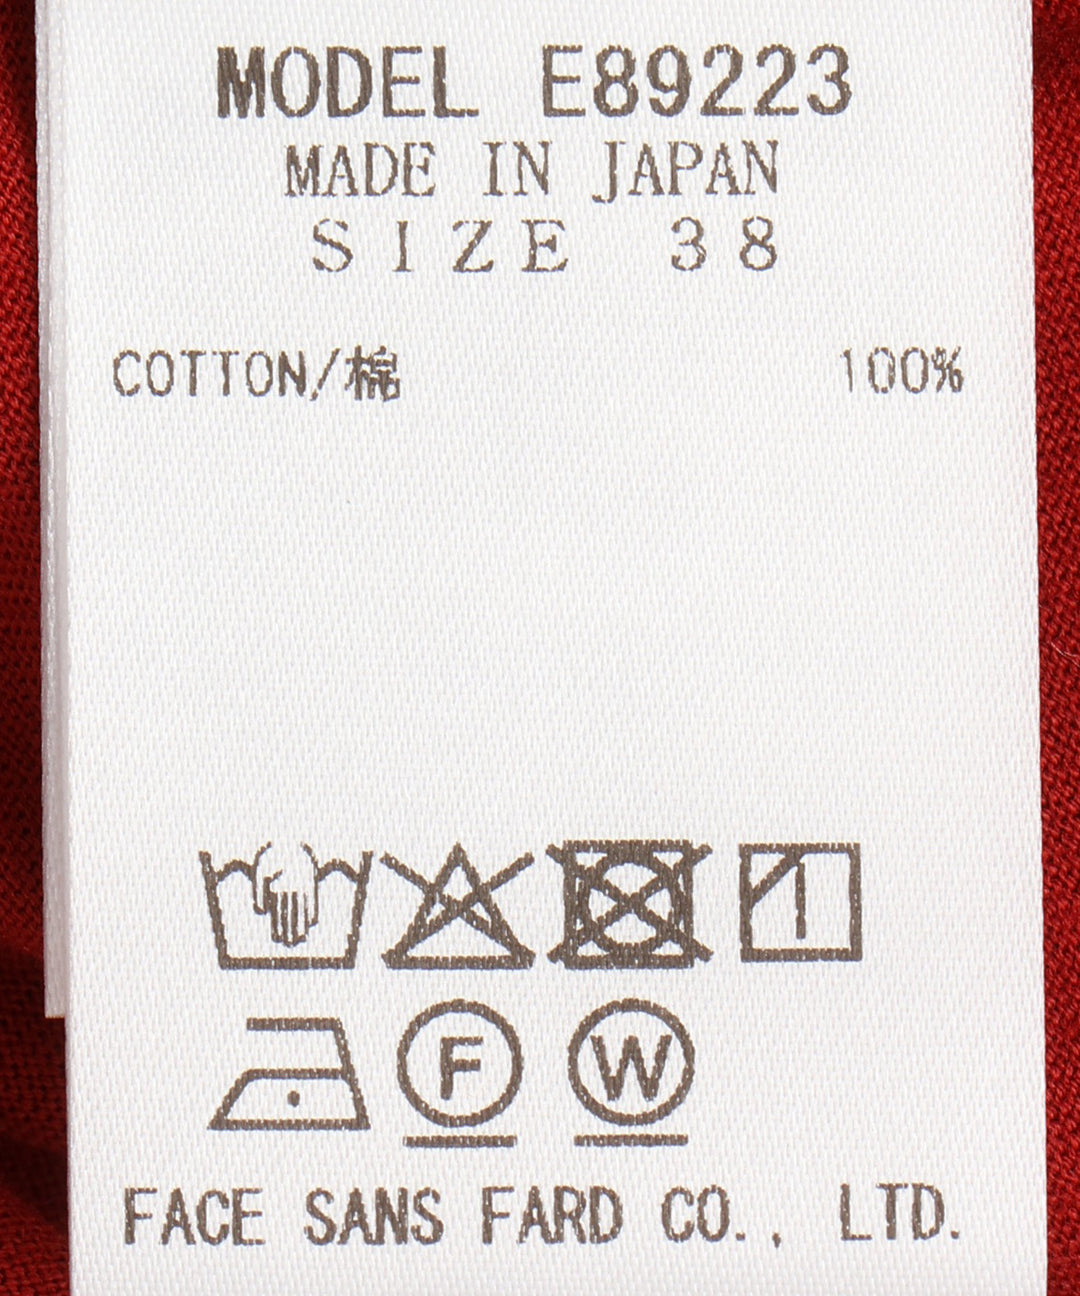 MODEL E89223
MADE IN JAPAN
SIZE 38
COTTON/棉 100%
F W
FACE SANS FARD CO., LTD.